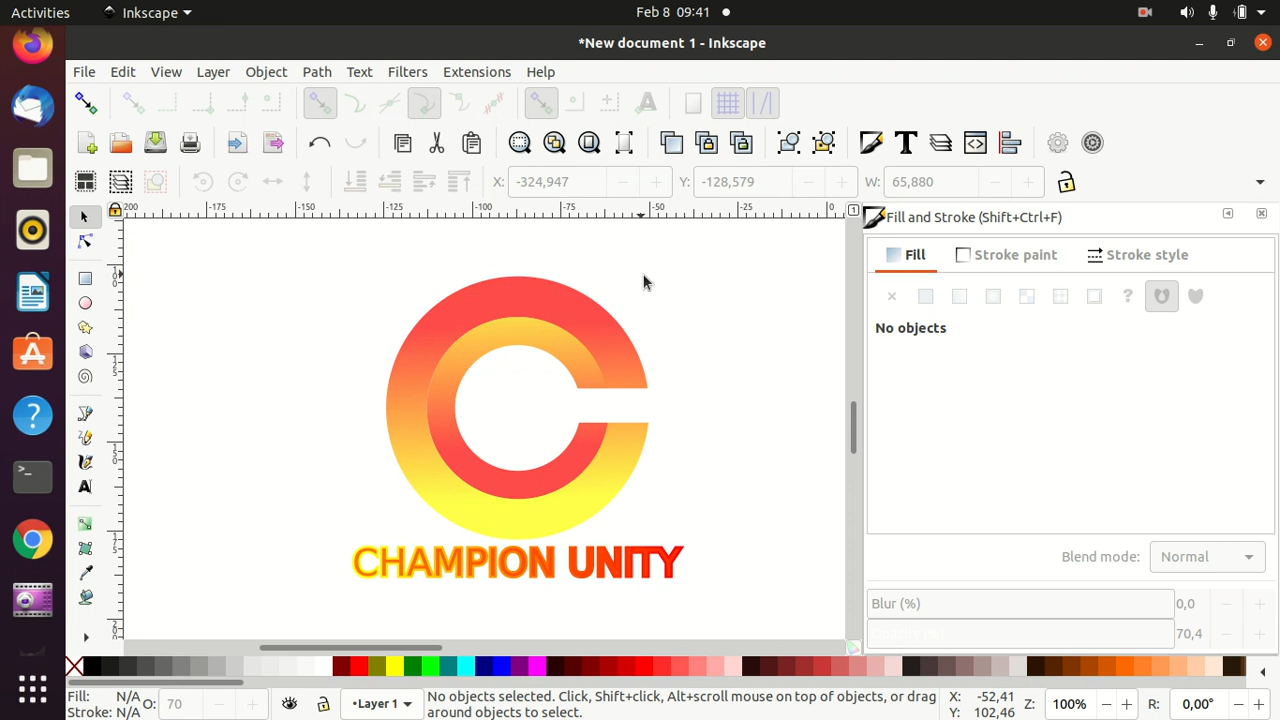 Activities
Inkscape
Feb 8 09:41
*New document 1 - Inkscape
File Edit View Layer Object Path Text Filters Extensions Help
X: -324,947 Y: -128,579 W: 65,880
Fill and Stroke (Shift+Ctrl+F)
Fill Stroke paint Stroke style
No objects
CHAMPION UNITY
Blend mode: Normal
Blur (%) 0,0
70,4
Fill: N/A O: 70
Stroke: N/A
•Layer 1
No objects selected. Click, Shift+click, Alt+scroll mouse on top of objects, or drag
around objects to select.
X: -52,41
Y: 102,46
Z: 100% R: 0,00°